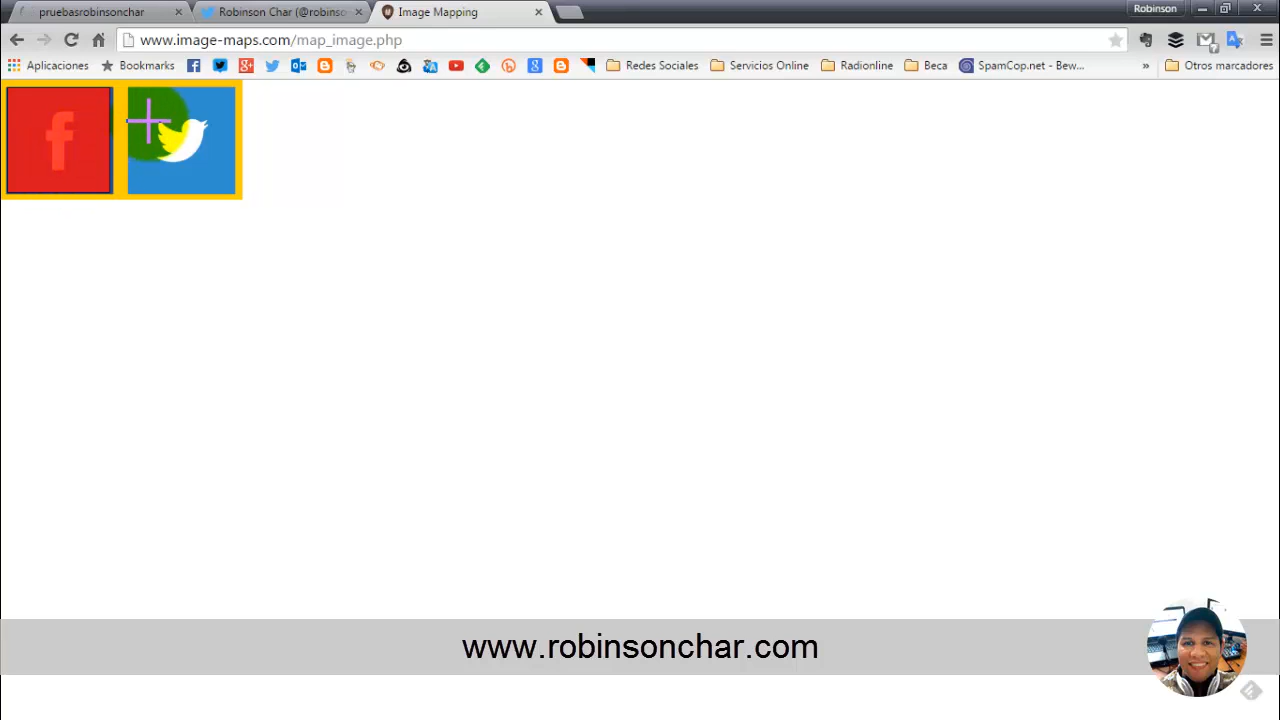 pruebasrobinsonchar
Robinson Char (@robinso
Image Mapping
Robinson
www.image-maps.com/map_image.php
Aplicaciones
Bookmarks
Redes Sociales
Servicios Online
Radionline
Beca
SpamCop.net - Bew...
»
Otros marcadores
f
www.robinsonchar.com